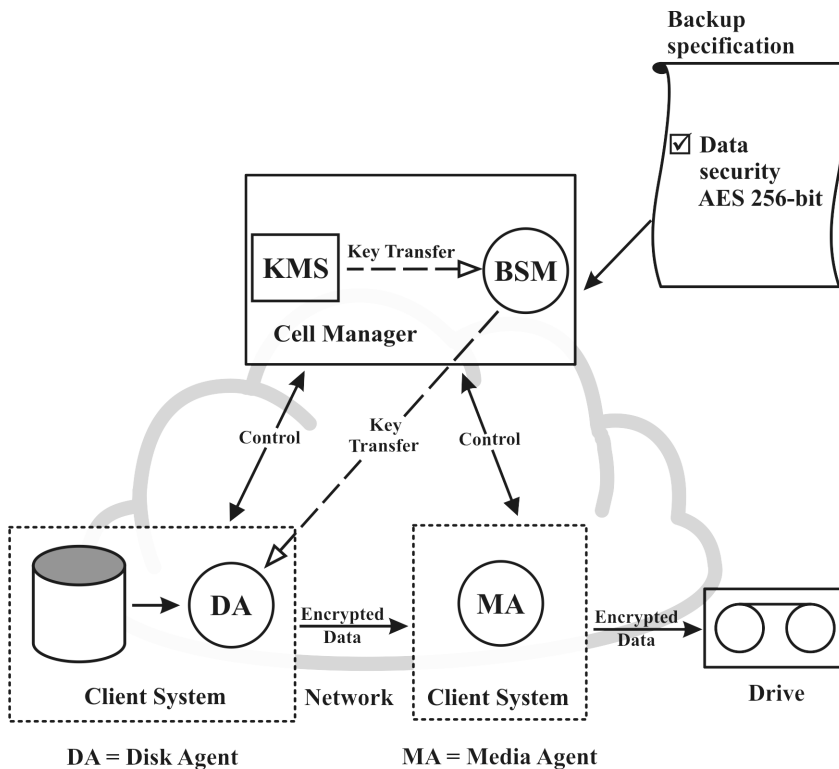 Backup
specification
Data
security
AES 256-bit
KMS
Key Transfer
BSM
Cell Manager
Control
Key
Transfer
Control
DA
Encrypted
Data
MA
Encrypted
Data
Client System
Network
Client System
Drive
DA = Disk Agent
MA = Media Agent